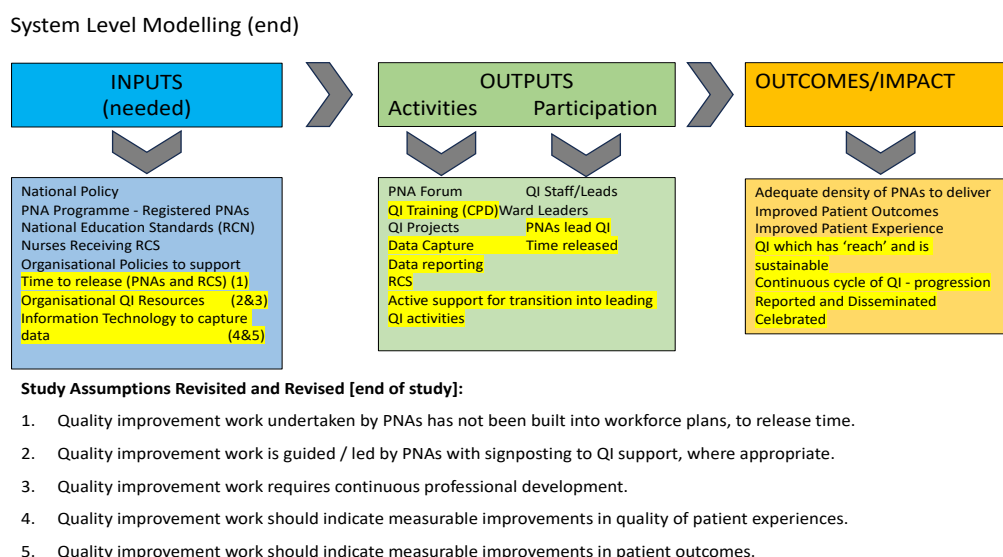 System Level Modelling (end)
INPUTS
(needed)
OUTPUTS
Activities Participation
OUTCOMES/IMPACT
National Policy
PNA Programme - Registered PNAs
National Education Standards (RCN)
Nurses Receiving RCS
Organisational Policies to support
Time to release (PNAs and RCS) (1)
Organisational QI Resources (2&3)
Information Technology to capture
data (4&5)
PNA Forum QI Staff/Leads
QI Training (CPD)Ward Leaders
QI Projects PNAs lead QI
Data Capture Time released
Data reporting
RCS
Active support for transition into leading
QI activities
Adequate density of PNAs to deliver
Improved Patient Outcomes
Improved Patient Experience
QI which has ‘reach’ and is
sustainable
Continuous cycle of QI - progression
Reported and Disseminated
Celebrated
Study Assumptions Revisited and Revised [end of study]:
1. Quality improvement work undertaken by PNAs has not been built into workforce plans, to release time.
2. Quality improvement work is guided / led by PNAs with signposting to QI support, where appropriate.
3. Quality improvement work requires continuous professional development.
4. Quality improvement work should indicate measurable improvements in quality of patient experiences.
5. Quality improvement work should indicate measurable improvements in patient outcomes.